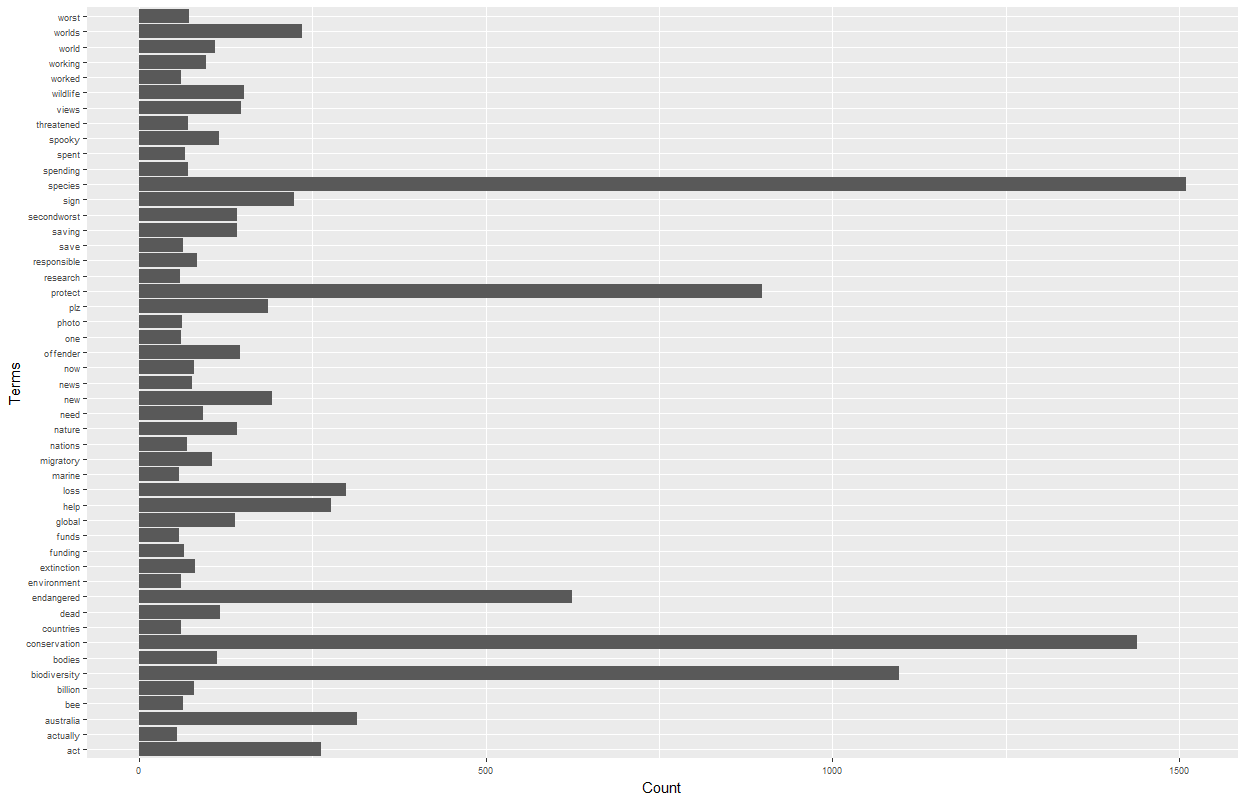 worst
worlds
world
working
worked
wildlife
views
threatened
spooky
spent
spending
species
sign
secondworst
saving
save
responsible
research
protect
plz
photo
one
offender
now
news
new
need
nature
nations
migratory
marine
loss
help
global
funds
funding
extinction
environment
endangered
dead
countries
conservation
bodies
biodiversity
billion
bee
australia
actually
act
Terms
0 500 1000 1500
Count